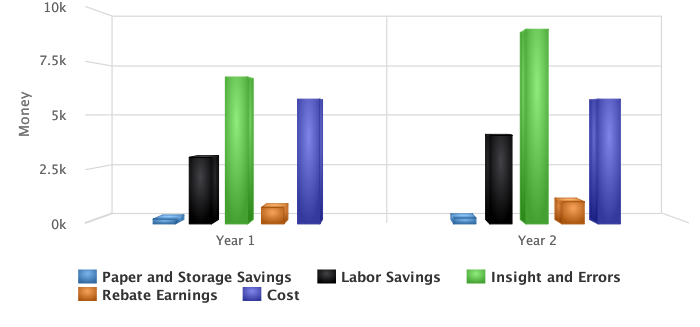 10k
7.5k
5k
2.5k
0k
Money
Year 1 Year 2
Paper and Storage Savings Labor Savings Insight and Errors
Rebate Earnings Cost